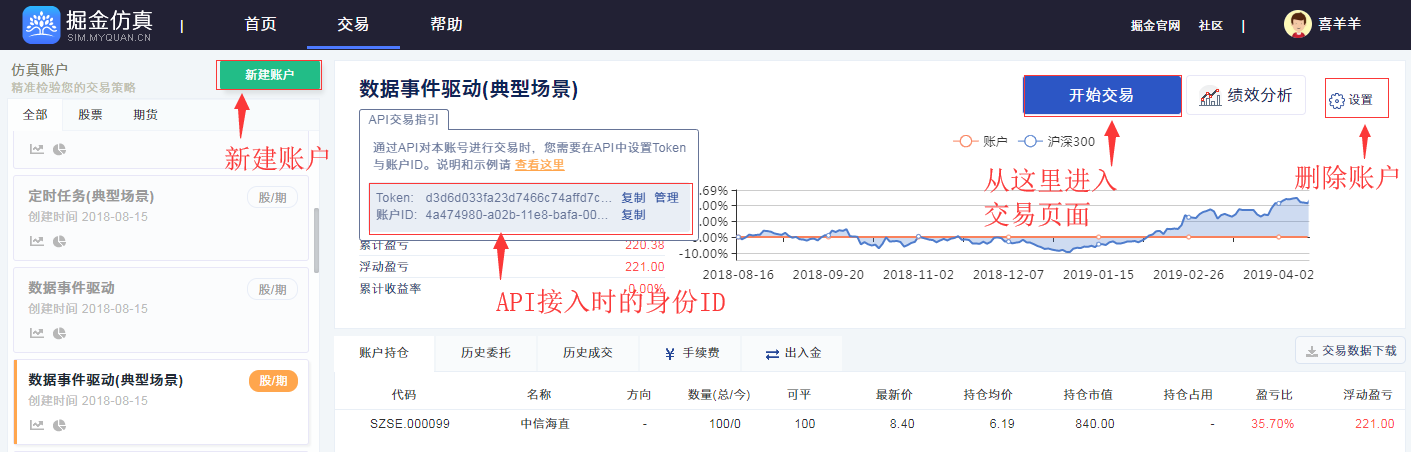 掘金仿真
SIM.MYQUAN.CN
|
首页
交易
帮助
掘金官网
社区
|
喜羊羊
仿真账户
精准检验您的交易策略
新建账户
全部
股票
期货
新建账户
定时任务(典型场景)
股/期
创建时间 2018-08-15
数据事件驱动
股/期
创建时间 2018-08-15
数据事件驱动(典型场景)
股/期
创建时间 2018-08-15
数据事件驱动(典型场景)
开始交易
绩效分析
设置
API交易指引
通过API对本账号进行交易时，您需要在API中设置Token
与账户ID。说明和示例请 查看这里
Token: d3d6d033fa23d7466c74affd7c... 复制 管理
账户ID: 4a474980-a02b-11e8-bafa-00... 复制
累计盈亏 220.38
浮动盈亏 221.00
累计收益率 0.00%
API接入时的身份ID
账户
沪深300
从这里进入
交易页面
删除账户
.69%
.00%
.00%
-0.00%
-10.00%
2018-08-16
2018-09-20
2018-11-02
2018-12-07
2019-01-15
2019-02-26
2019-04-02
账户持仓
历史委托
历史成交
¥ 手续费
出入金
交易数据下载
代码 名称 方向 数量(总/今) 可平 最新价 持仓均价 持仓市值 持仓占用 盈亏比 浮动盈亏
SZSE.000099 中信海直 - 100/0 100 8.40 6.19 840.00 - 35.70% 221.00